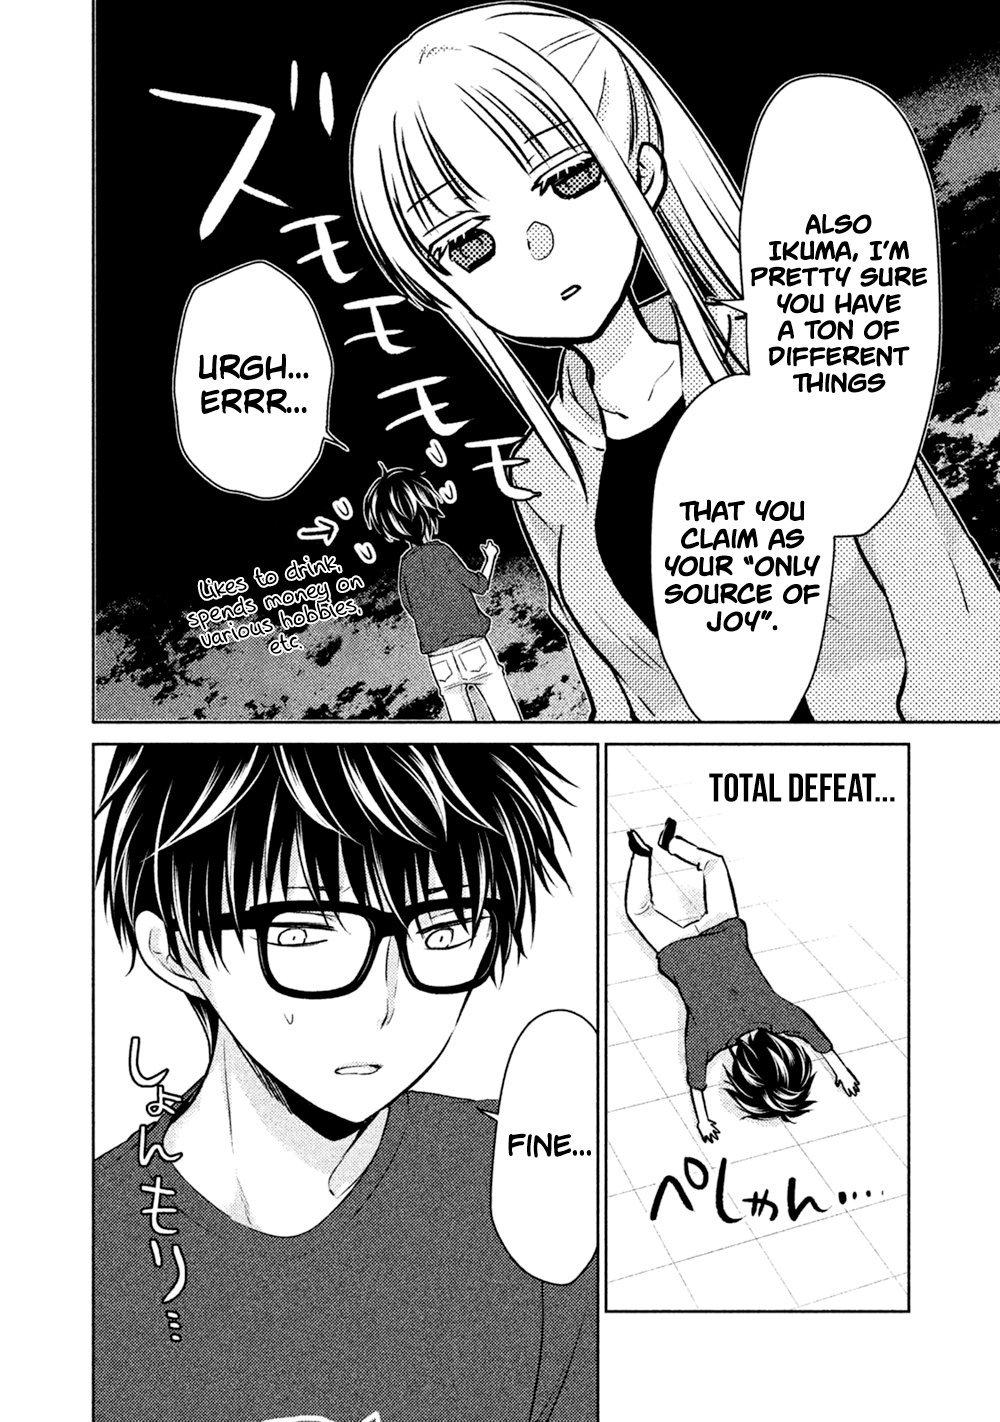 ALSO
IKUMA, I'M
PRETTY SURE
YOU HAVE
A TON OF
DIFFERENT
THINGS
THAT YOU
CLAIM AS
YOUR "ONLY
SOURCE OF
JOY".
ズモモモモモ
URGH...
ERRR...
likes to drink,
spends money on
various hobbies,
etc.
TOTAL DEFEAT...
ぺしゃん....
FINE...
しょんもり...